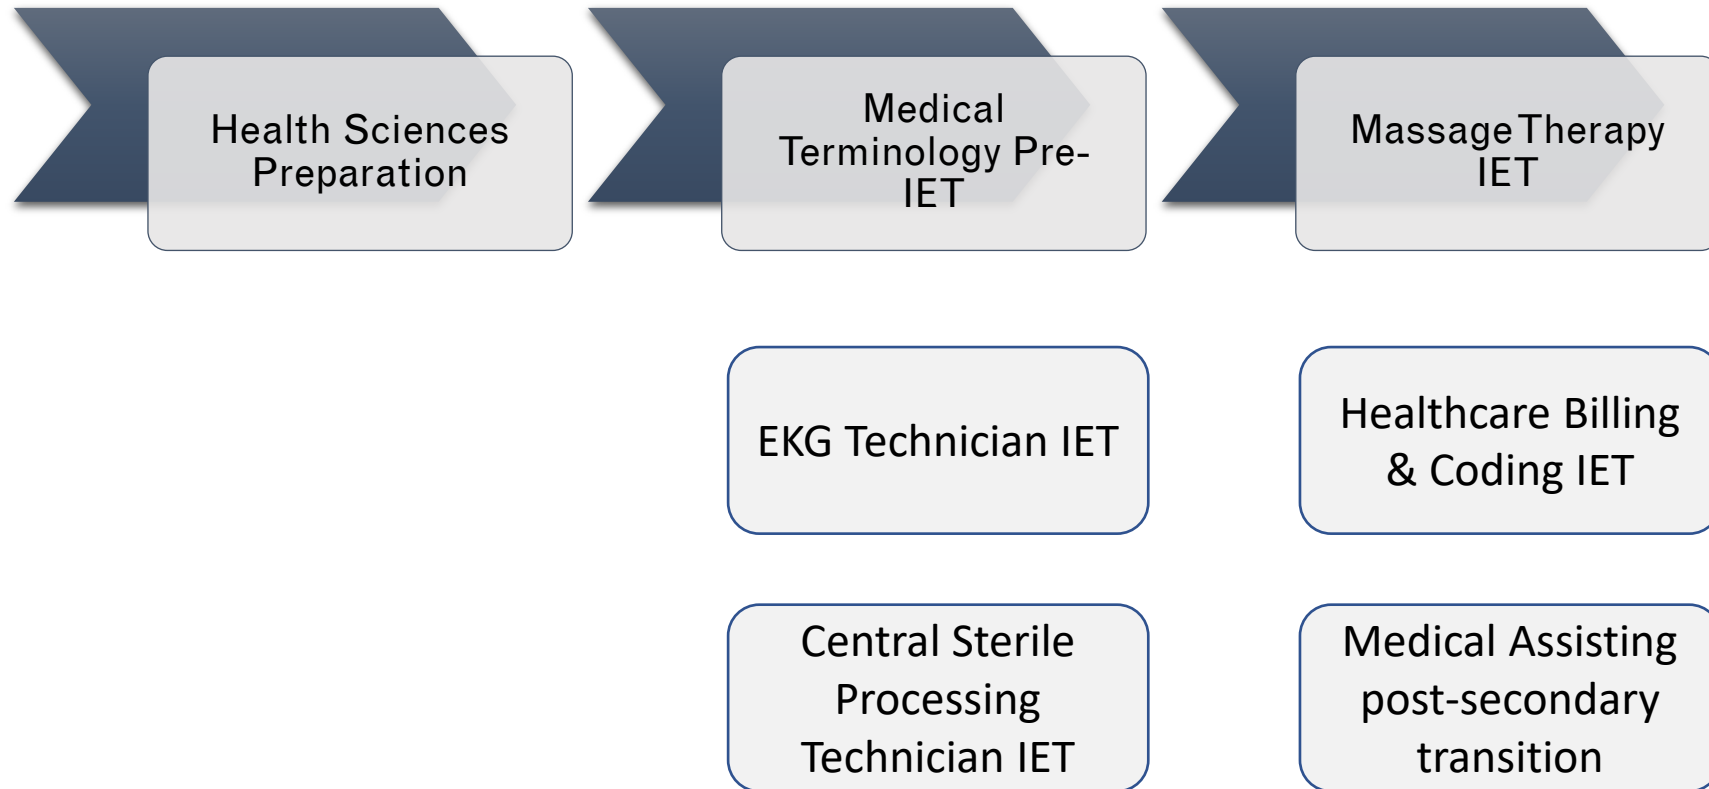 Health Sciences
Preparation
Medical
Terminology Pre-
IET
Massage Therapy
IET
EKG Technician IET
Healthcare Billing
& Coding IET
Central Sterile
Processing
Technician IET
Medical Assisting
post-secondary
transition